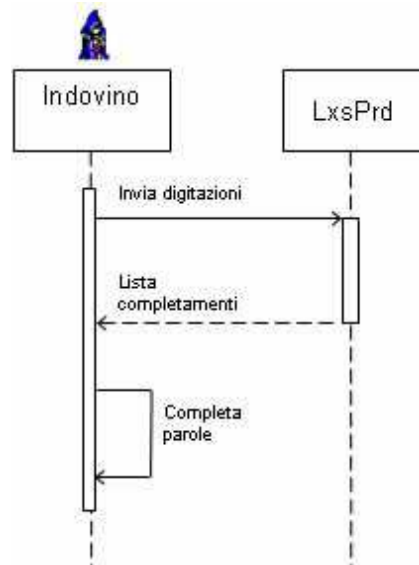 Indovino
LxsPrd
Invia digitazioni
Lista
completamenti
Completa
parole